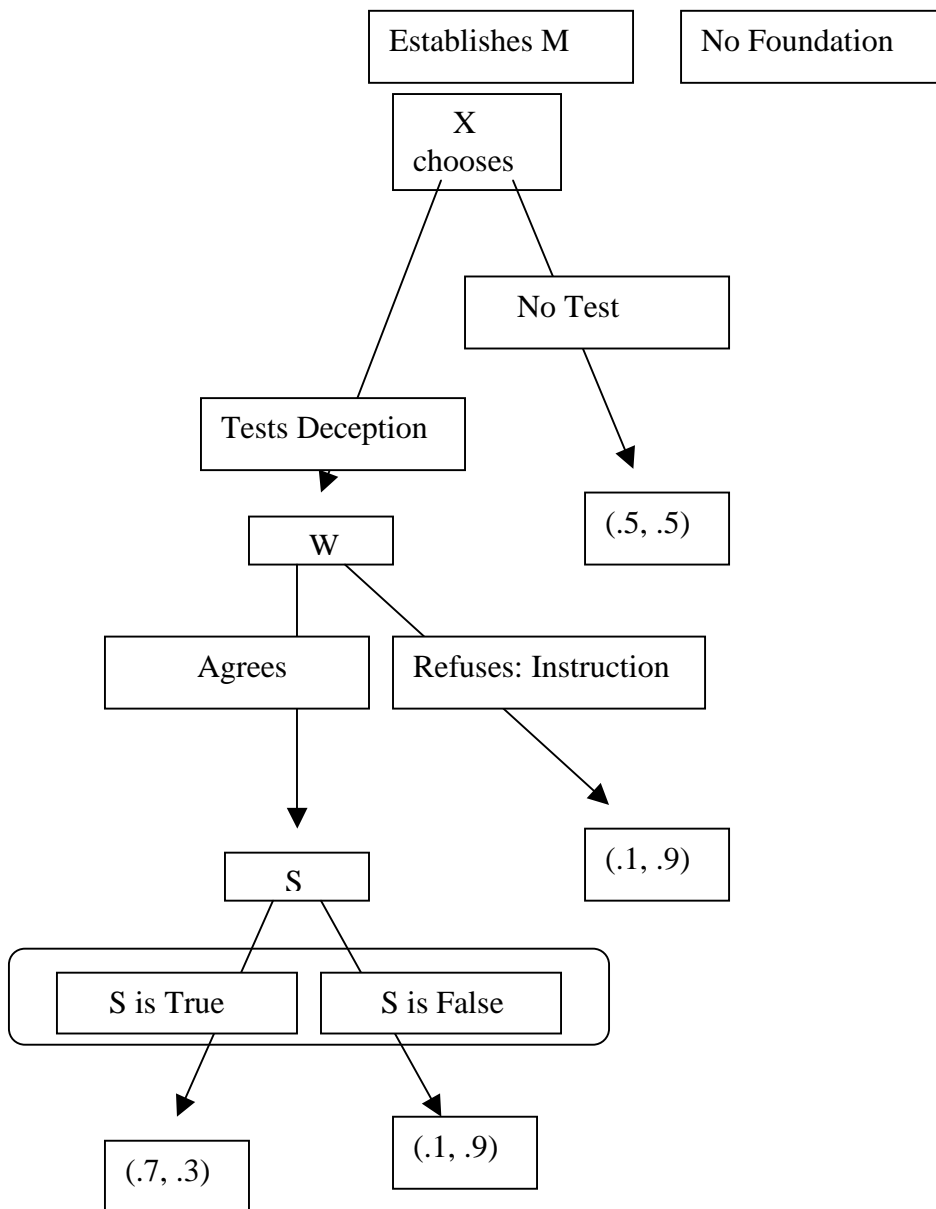 Establishes M
No Foundation
X
chooses
No Test
Tests Deception
(.5, .5)
W
Agrees
Refuses: Instruction
(.1, .9)
S
S is True
S is False
(.7, .3)
(.1, .9)